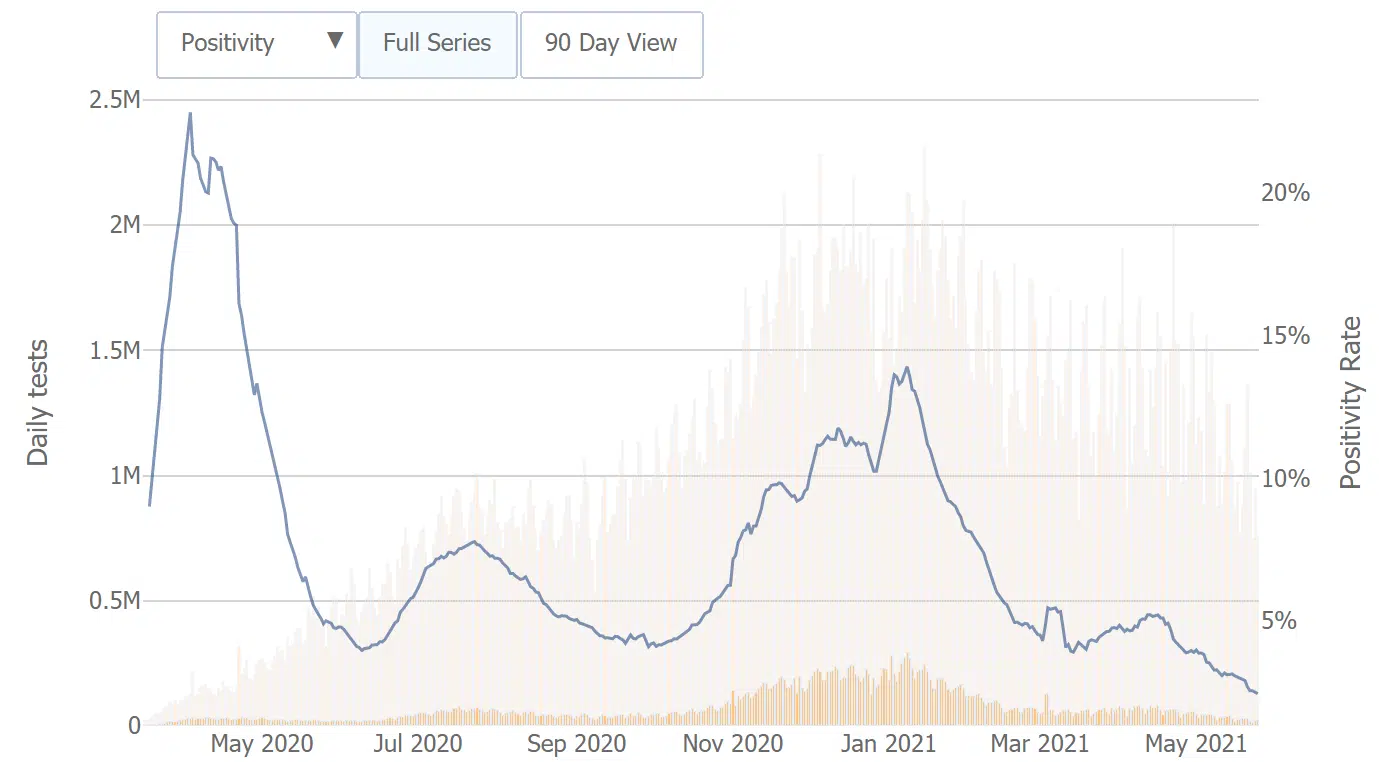 Positivity ▼ Full Series 90 Day View
2.5M
2M
1.5M
1M
0.5M
0
Daily tests
20%
15%
10%
5%
Positivity Rate
May 2020 Jul 2020 Sep 2020 Nov 2020 Jan 2021 Mar 2021 May 2021